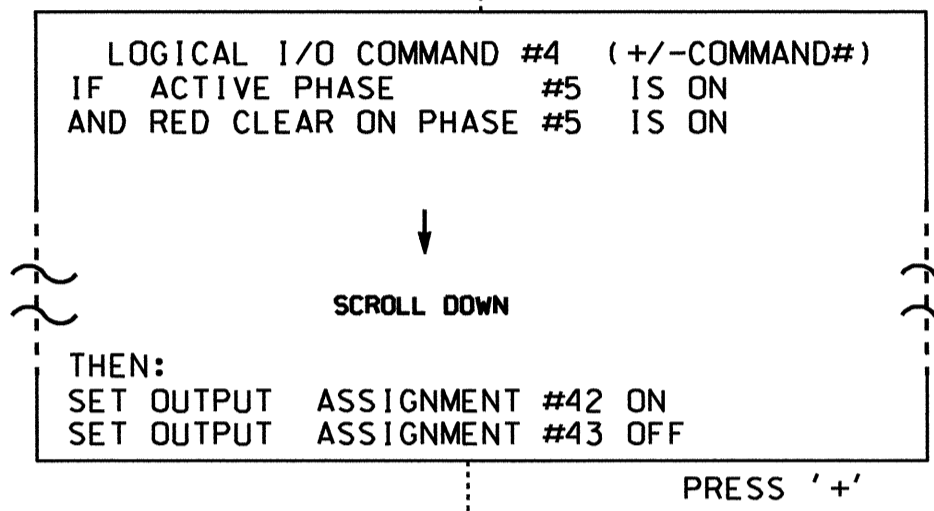 LOGICAL I/O COMMAND #4 (+/-COMMAND#)
IF ACTIVE PHASE #5 IS ON
AND RED CLEAR ON PHASE #5 IS ON
SCROLL DOWN
THEN:
SET OUTPUT ASSIGNMENT #42 ON
SET OUTPUT ASSIGNMENT #43 OFF
PRESS '+'